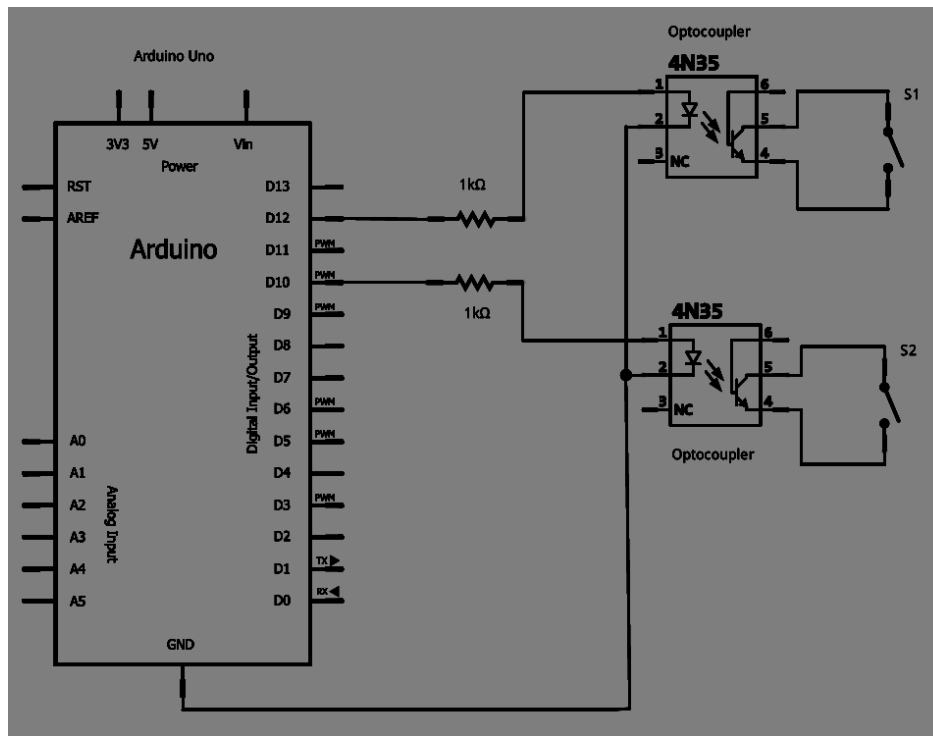 Optocoupler
4N35
1
2
3
NC
6
5
4
S1
Arduino Uno
3V3
5V
Vin
Power
RST
AREF
Arduino
D13
D12
D11
PWM
D10
PWM
D9
PWM
D8
D7
D6
PWM
D5
PWM
D4
D3
PWM
D2
D1
TX
D0
RX
Digital Input/Output
A0
A1
A2
A3
A4
A5
Analog Input
GND
1kΩ
1kΩ
4N35
1
2
3
NC
6
5
4
S2
Optocoupler